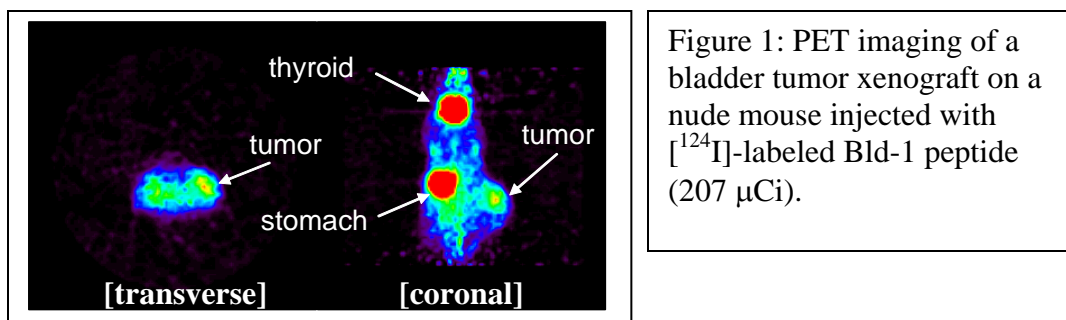 thyroid
tumor
tumor
stomach
[transverse]
[coronal]
Figure 1: PET imaging of a
bladder tumor xenograft on a
nude mouse injected with
[¹²⁴I]-labeled Bld-1 peptide
(207 μCi).